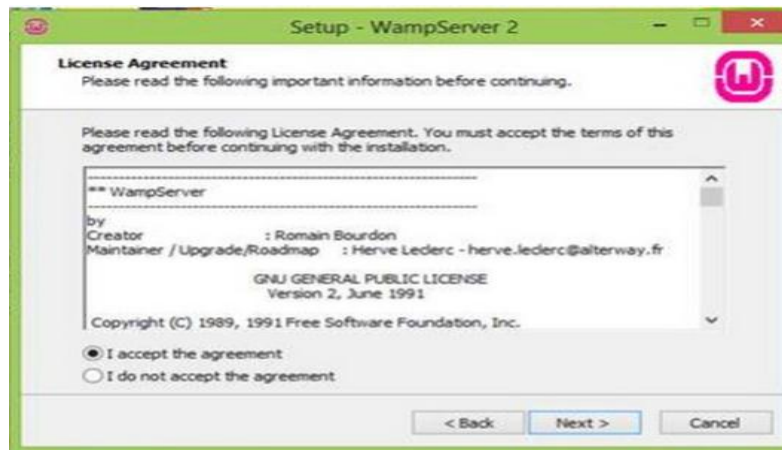 Setup - WampServer 2
License Agreement
Please read the following important information before continuing.
Please read the following License Agreement. You must accept the terms of this
agreement before continuing with the installation.
------------------------------------------------------------
** WampServer
------------------------------------------------------------
by
Creator : Romain Bourdon
Maintainer / Upgrade/Roadmap : Herve Leclerc - herve.leclerc@alterway.fr
GNU GENERAL PUBLIC LICENSE
Version 2, June 1991
Copyright (C) 1989, 1991 Free Software Foundation, Inc.
I accept the agreement
I do not accept the agreement
< Back Next > Cancel